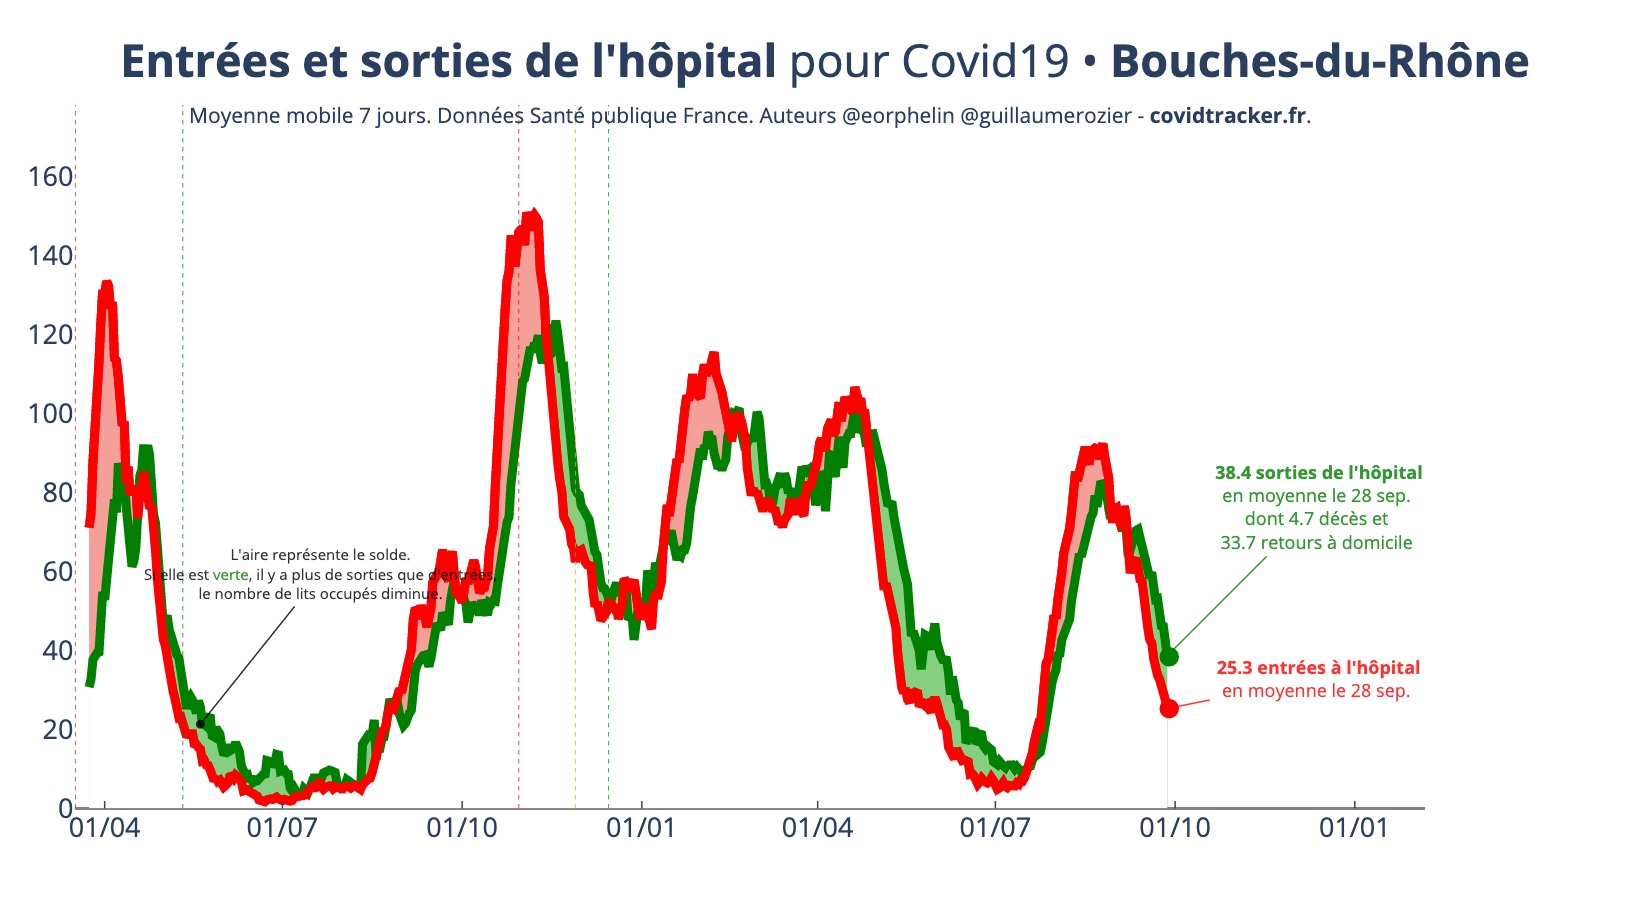 Entrées et sorties de l'hôpital pour Covid19 • Bouches-du-Rhône
Moyenne mobile 7 jours. Données Santé publique France. Auteurs @eorphelin @guillaumerozier - covidtracker.fr.
160
140
120
100
80
60
40
20
0
L'aire représente le solde.
Si elle est verte, il y a plus de sorties que d'entrées,
le nombre de lits occupés diminue.
38.4 sorties de l'hôpital
en moyenne le 28 sep.
dont 4.7 décès et
33.7 retours à domicile
25.3 entrées à l'hôpital
en moyenne le 28 sep.
01/04 01/07 01/10 01/01 01/04 01/07 01/10 01/01